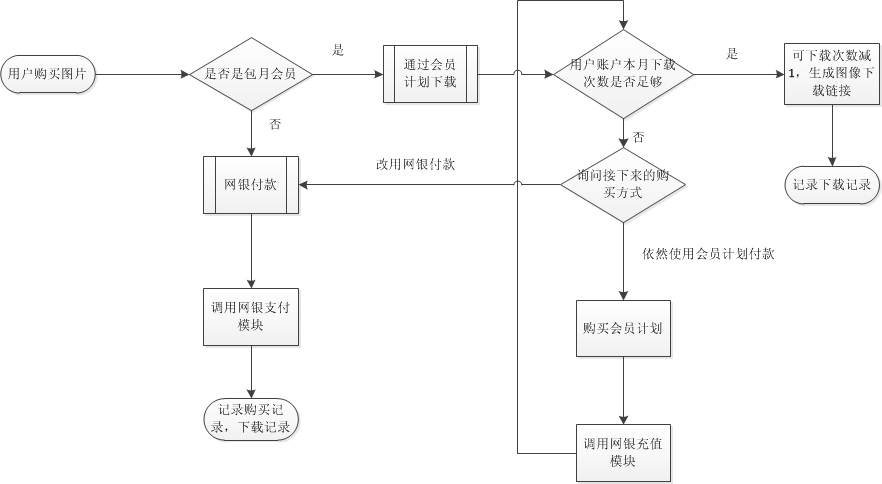 用户购买图片
是否是包月会员
是
通过会员
计划下载
用户账户本月下载
次数是否足够
是
可下载次数减
1，生成图像下
载链接
否
否
改用网银付款
网银付款
询问接下来的购
买方式
记录下载记录
依然使用会员计划付款
调用网银支付
模块
购买会员计划
记录购买记
录，下载记录
调用网银充值
模块